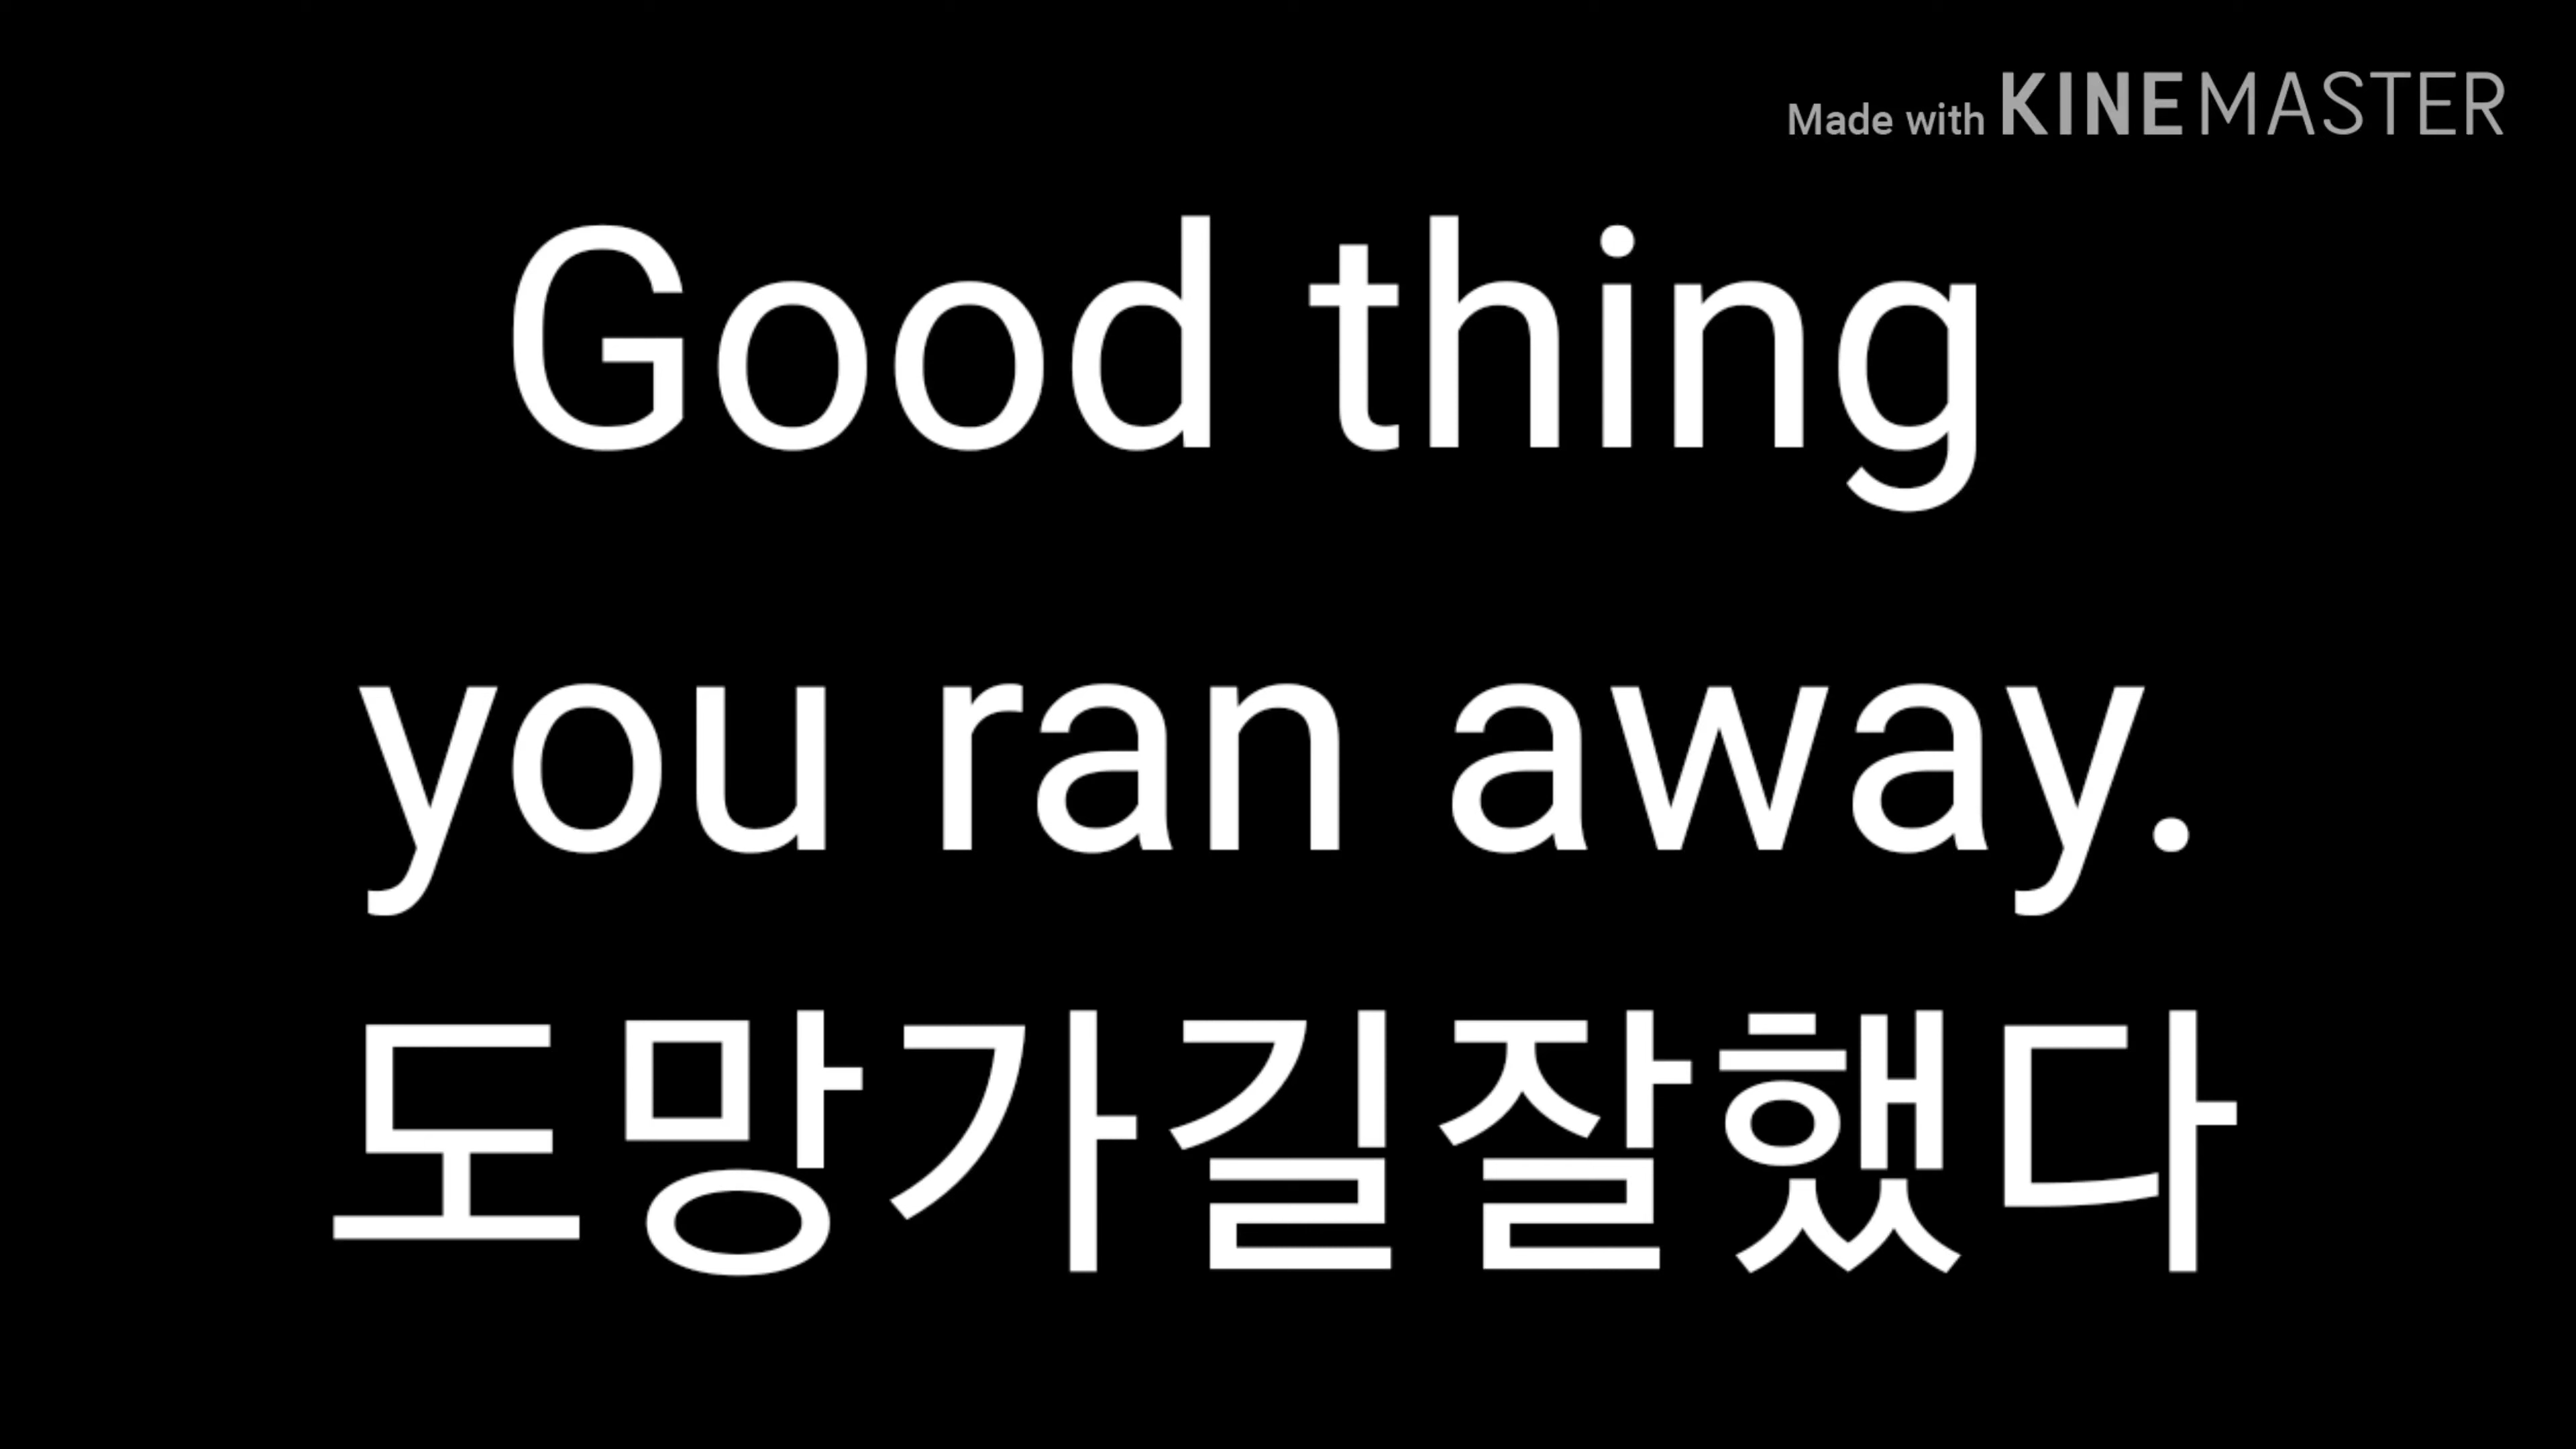 Made with KINEMASTER
Good thing
you ran away.
도망가길잘했다